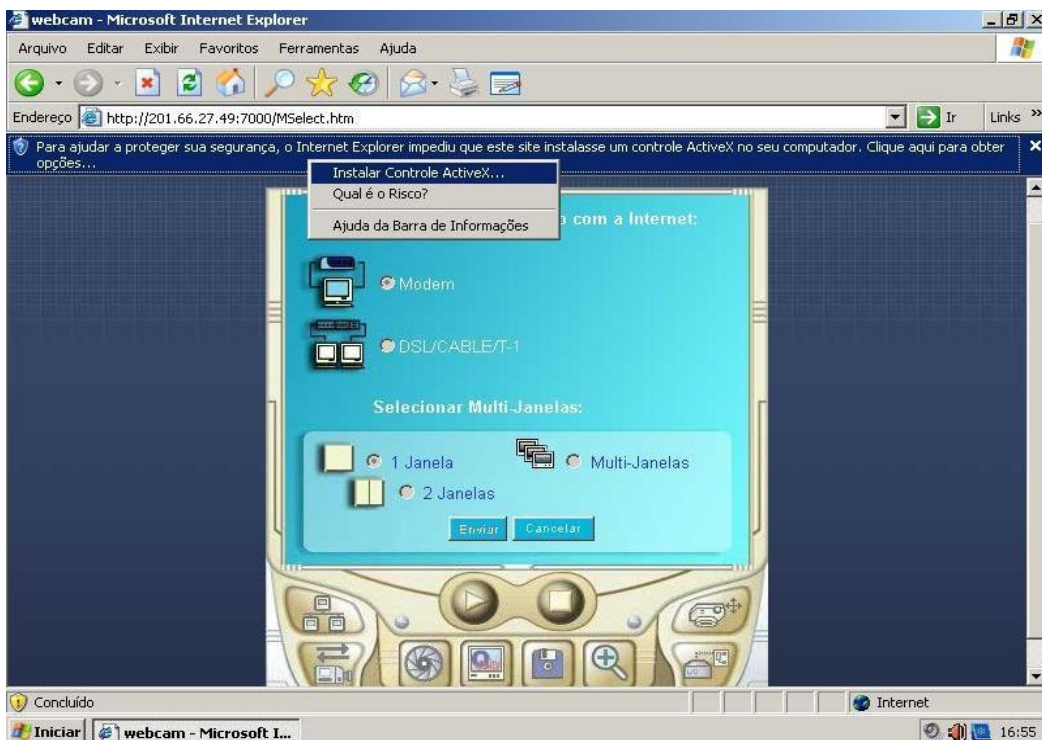 webcam - Microsoft Internet Explorer
Arquivo Editar Exibir Favoritos Ferramentas Ajuda
Endereço http://201.66.27.49:7000/MSelect.htm Ir Links »
Para ajudar a proteger sua segurança, o Internet Explorer impediu que este site instalasse um controle ActiveX no seu computador. Clique aqui para obter
opções...
Instalar Controle ActiveX...
Qual é o Risco?
Ajuda da Barra de Informações
com a Internet:
Modem
DSL/CABLE/T-1
Selecionar Multi-Janelas:
1 Janela Multi-Janelas
2 Janelas
Enviar Cancelar
Concluído Internet
Iniciar webcam - Microsoft I... 16:55